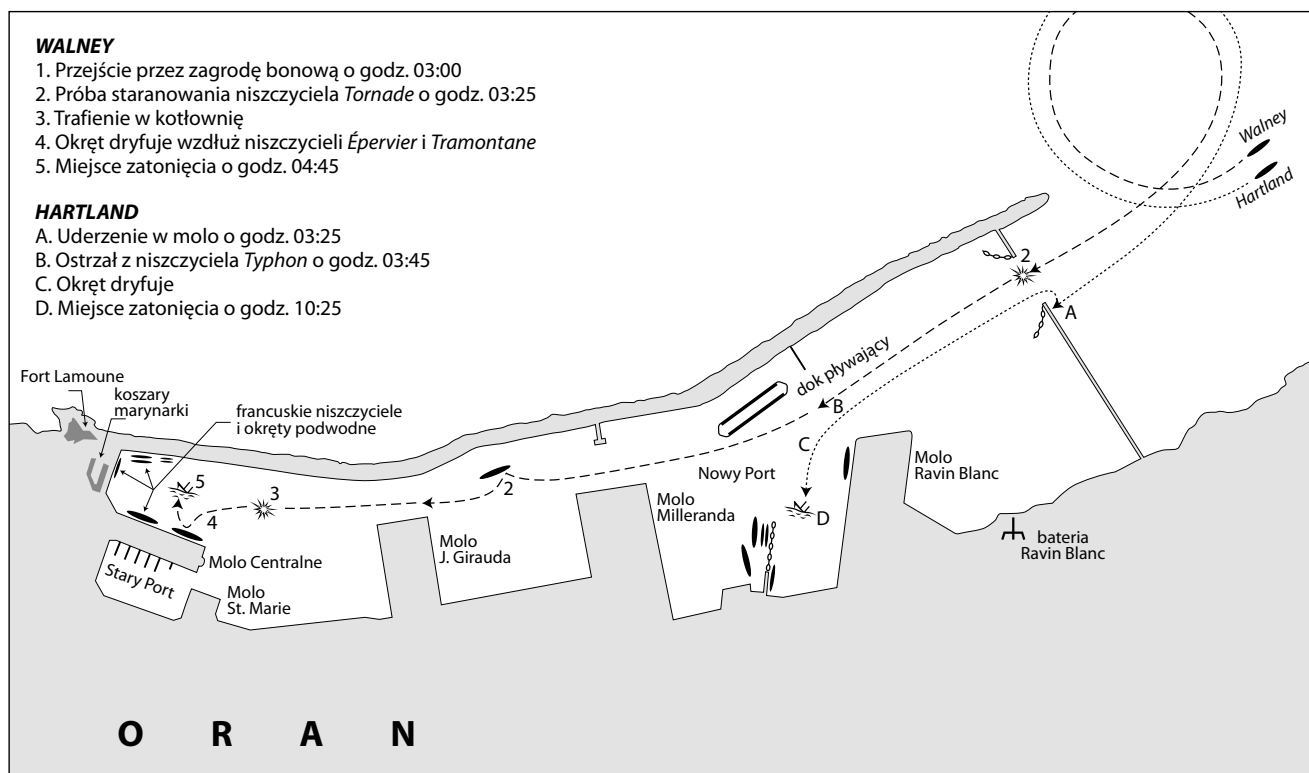 WALNEY
1. Przejście przez zagrodę bonową o godz. 03:00
2. Próba staranowania niszczyciela Tornade o godz. 03:25
3. Trafienie w kotłownię
4. Okręt dryfuje wzdłuż niszczycieli Épervier i Tramontane
5. Miejsce zatonięcia o godz. 04:45
HARTLAND
A. Uderzenie w molo o godz. 03:25
B. Ostrzał z niszczyciela Typhon o godz. 03:45
C. Okręt dryfuje
D. Miejsce zatonięcia o godz. 10:25
Walney
Hartland
2
A
dok pływający
B
C
Fort Lamoune
koszary
marynarki
francuskie niszczyciele
i okręty podwodne
Nowy Port
Molo
Ravin Blanc
5
3
2
4
D
Molo
Milleranda
Molo
J. Girauda
bateria
Ravin Blanc
Molo Centralne
Stary Port
Molo
St. Marie
O R A N